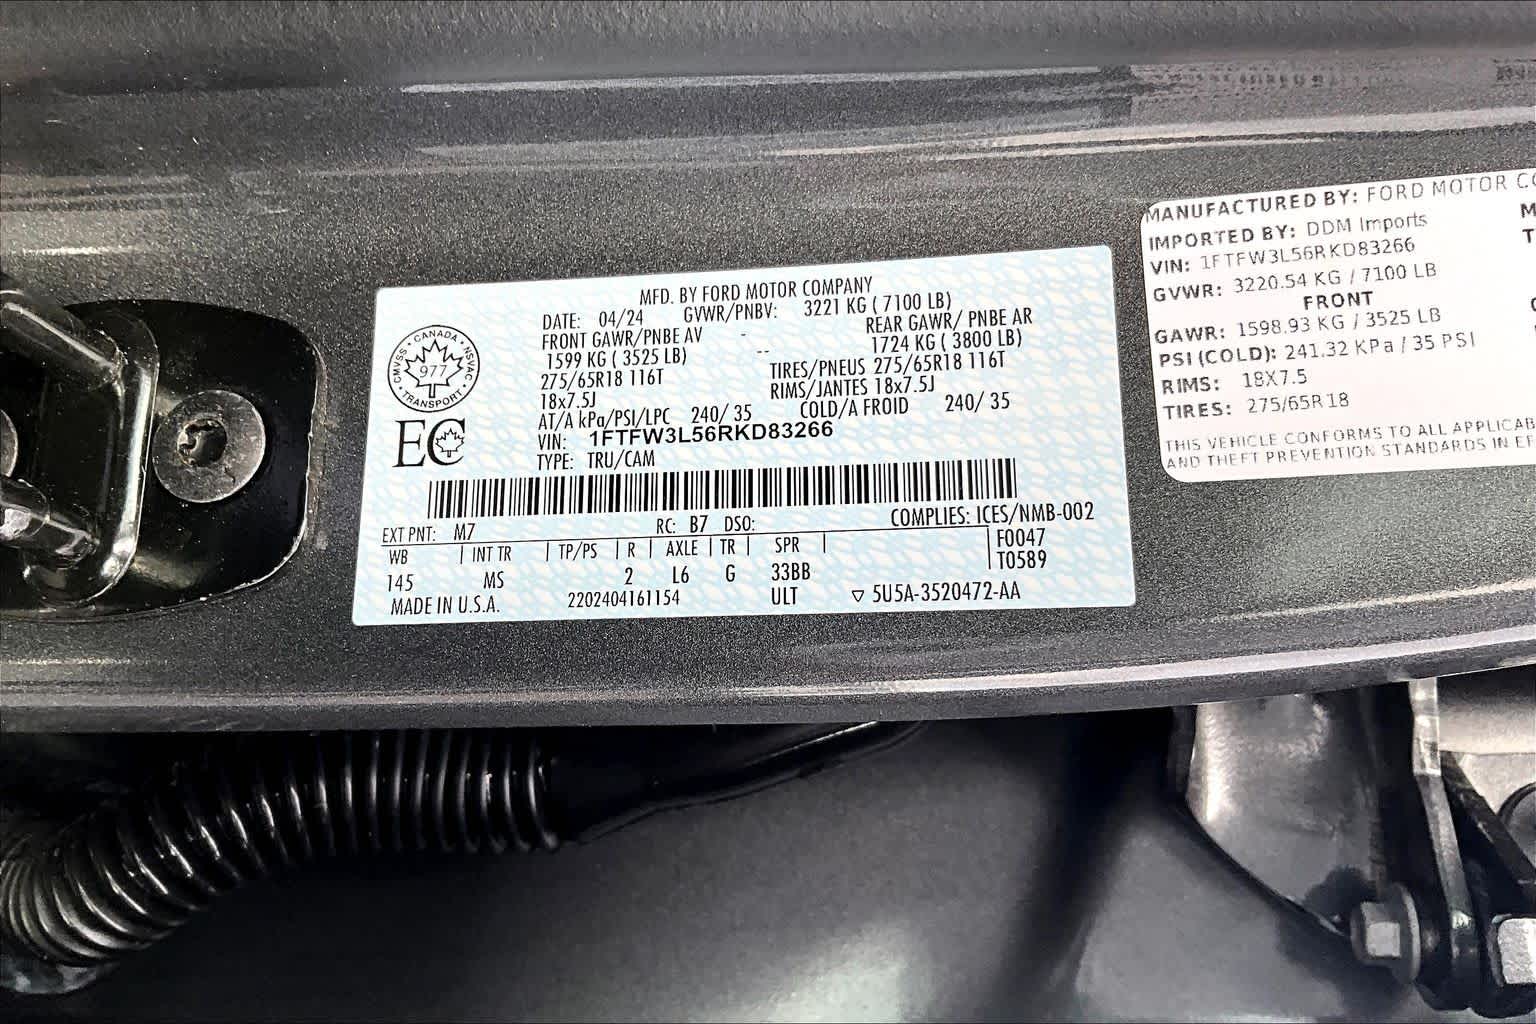 MFD. BY FORD MOTOR COMPANY
DATE: 04/24 GVWR/PNBV: 3221 KG ( 7100 LB)
FRONT GAWR/PNBE AV - REAR GAWR/ PNBE AR
1599 KG ( 3525 LB) -- 1724 KG ( 3800 LB)
275/65R18 116T TIRES/PNEUS 275/65R18 116T
18x7.5J RIMS/JANTES 18x7.5J
AT/A kPa/PSI/LPC 240/ 35 COLD/A FROID 240/ 35
VIN: 1FTFW3L56RKD83266
TYPE: TRU/CAM
CANADA
CMVSS NSVAC
977
TRANSPORT
EC
EXT PNT: M7 RC: B7 DSO: COMPLIES: ICES/NMB-002
WB | INT TR | TP/PS | R | AXLE | TR | SPR | F0047
145 MS 2 L6 G 33BB T0589
MADE IN U.S.A. 2202404161154 ULT ▽ 5U5A-3520472-AA
MANUFACTURED BY: FORD MOTOR
IMPORTED BY: DDM Imports
VIN: 1FTFW3L56RKD83266
GVWR: 3220.54 KG / 7100 LB
FRONT
GAWR: 1598.93 KG / 3525 LB
PSI (COLD): 241.32 KPa / 35 PSI
RIMS: 18X7.5
TIRES: 275/65R18
THIS VEHICLE CONFORMS TO ALL
AND THEFT PREVENTION STANDARDS IN